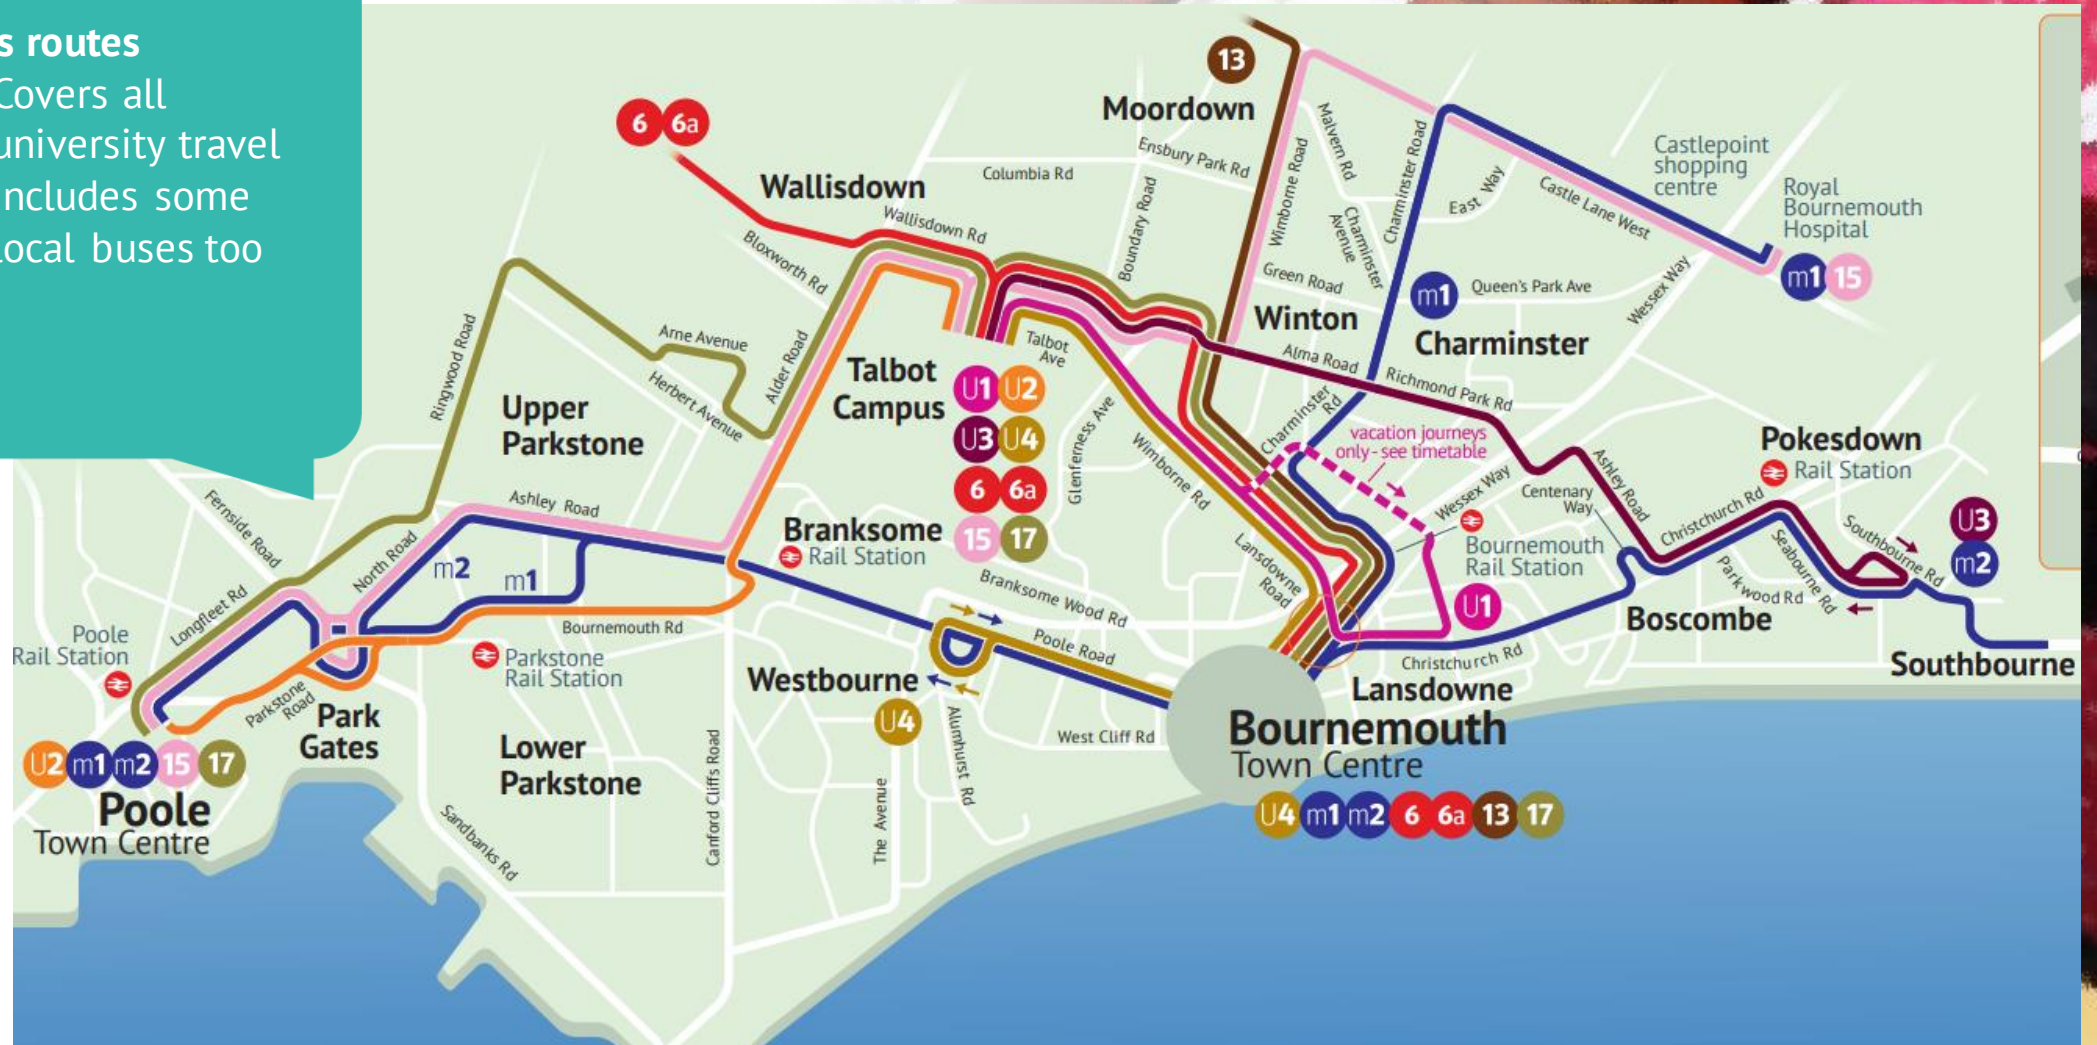 s routes
Covers all
university travel
includes some
local buses too
13
Moordown
6 6a
Wallisdown
Columbia Rd
Ensbury Park Rd
Malvern Rd
Wallisdown Rd
Boundary Road
Wimborne Road
Charminster Road
Charminster
Avenue
East Way
Castle Lane West
Castlepoint
shopping
centre
Royal
Bournemouth
Hospital
m1 15
Bloxworth Rd
Green Road
m1
Queen's Park Ave
Wessex Way
Winton
Charminster
Ringwood Road
Arne Avenue
Herbert Avenue
Alder Road
Talbot
Ave
Alma Road
Richmond Park Rd
Talbot
Campus
U1 U2
U3 U4
6 6a
15 17
Upper
Parkstone
Glenferness Ave
Wimborne Rd
Charminster
Rd
vacation journeys
only - see timetable
Wessex Way
Centenary
Way
Ashley Road
Pokesdown
Rail Station
Christchurch Rd
Southbourne Rd
U3
m2
Fernside Road
Ashley Road
North Road
m2
m1
Branksome
Rail Station
Branksome Wood Rd
Lansdowne
Road
Bournemouth
Rail Station
U1
Parkwood Rd
Seabourne Rd
Boscombe
Southbourne
Longfleet Rd
Poole
Rail Station
Bournemouth Rd
Parkstone
Rail Station
Poole Road
Westbourne
U4
Christchurch Rd
Lansdowne
Parkstone
Road
Park
Gates
Lower
Parkstone
Canford Cliffs Road
Alumhurst Rd
West Cliff Rd
The Avenue
Sandbanks Rd
Bournemouth
Town Centre
U4 m1 m2 6 6a 13 17
U2 m1 m2 15 17
Poole
Town Centre